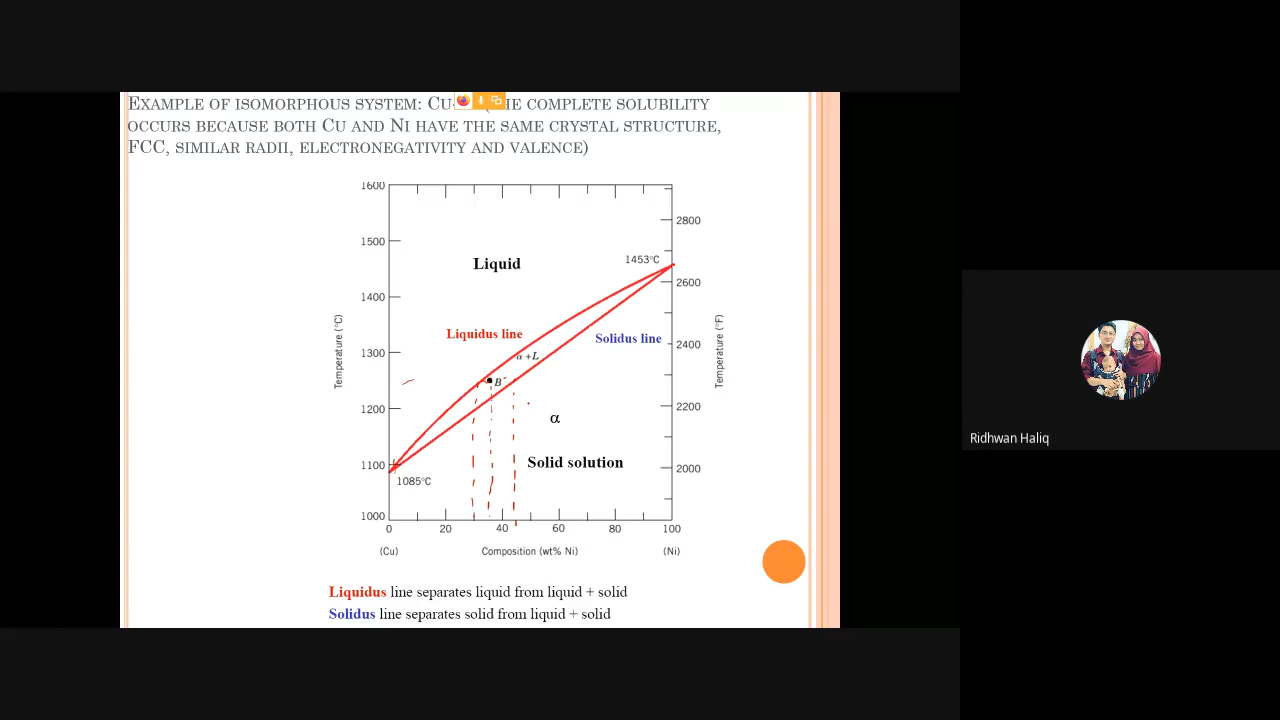 EXAMPLE OF ISOMORPHOUS SYSTEM: CU- HE COMPLETE SOLUBILITY
OCCURS BECAUSE BOTH CU AND NI HAVE THE SAME CRYSTAL STRUCTURE,
FCC, SIMILAR RADII, ELECTRONEGATIVITY AND VALENCE)
1600
1500
1400
1300
1200
1100
1000
Temperature (°C)
2800
2600
2400
2200
2000
Temperature (°F)
Liquid
1453°C
Liquidus line
Solidus line
α + L
B
α
Solid solution
1085°C
0 20 40 60 80 100
(Cu) Composition (wt% Ni) (Ni)
Liquidus line separates liquid from liquid + solid
Solidus line separates solid from liquid + solid
Ridhwan Haliq